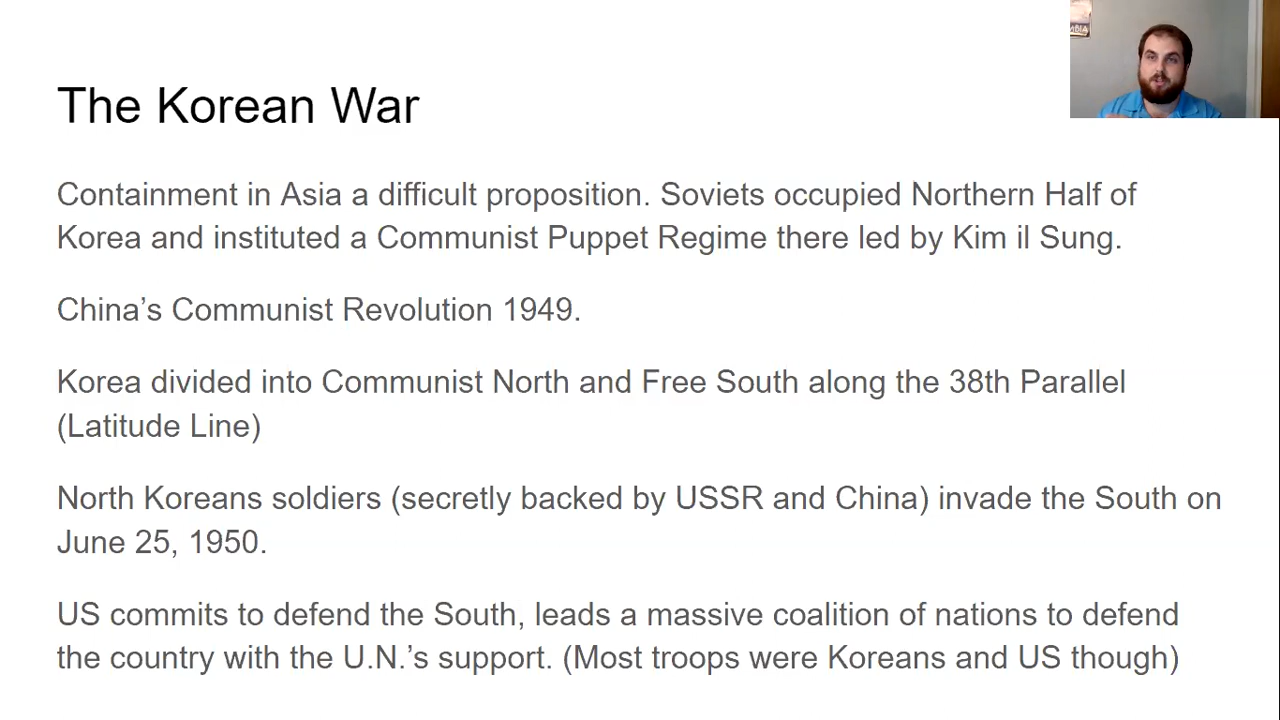 The Korean War
Containment in Asia a difficult proposition. Soviets occupied Northern Half of
Korea and instituted a Communist Puppet Regime there led by Kim il Sung.
China’s Communist Revolution 1949.
Korea divided into Communist North and Free South along the 38th Parallel
(Latitude Line)
North Koreans soldiers (secretly backed by USSR and China) invade the South on
June 25, 1950.
US commits to defend the South, leads a massive coalition of nations to defend
the country with the U.N.’s support. (Most troops were Koreans and US though)